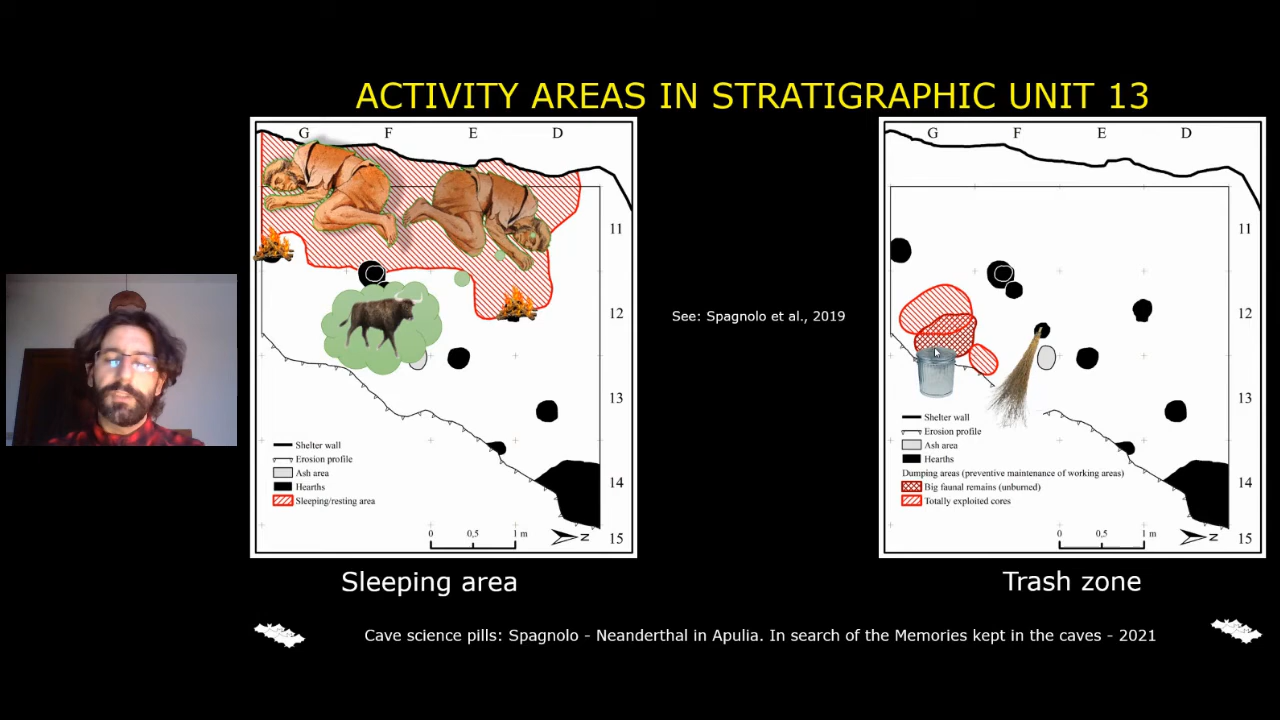 ACTIVITY AREAS IN STRATIGRAPHIC UNIT 13
G F E D
11
12
13
14
15
Shelter wall
Erosion profile
Ash area
Hearths
Sleeping/resting area
0 0,5 1 m
N
Sleeping area
See: Spagnolo et al., 2019
G F E D
11
12
13
14
15
Shelter wall
Erosion profile
Ash area
Hearths
Dumping areas (preventive maintenance of working areas)
Big faunal remains (unburned)
Totally exploited cores
0 0,5 1 m
N
Trash zone
Cave science pills: Spagnolo - Neanderthal in Apulia. In search of the Memories kept in the caves - 2021